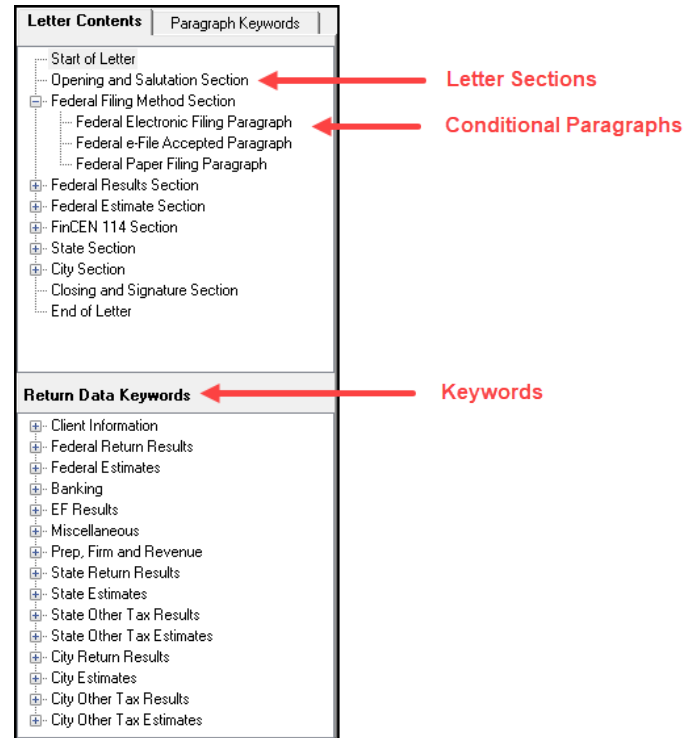 Letter Contents Paragraph Keywords
Start of Letter
Opening and Salutation Section Letter Sections
Federal Filing Method Section
Federal Electronic Filing Paragraph Conditional Paragraphs
Federal e-File Accepted Paragraph
Federal Paper Filing Paragraph
Federal Results Section
Federal Estimate Section
FinCEN 114 Section
State Section
City Section
Closing and Signature Section
End of Letter
Return Data Keywords Keywords
Client Information
Federal Return Results
Federal Estimates
Banking
EF Results
Miscellaneous
Prep, Firm and Revenue
State Return Results
State Estimates
State Other Tax Results
State Other Tax Estimates
City Return Results
City Estimates
City Other Tax Results
City Other Tax Estimates